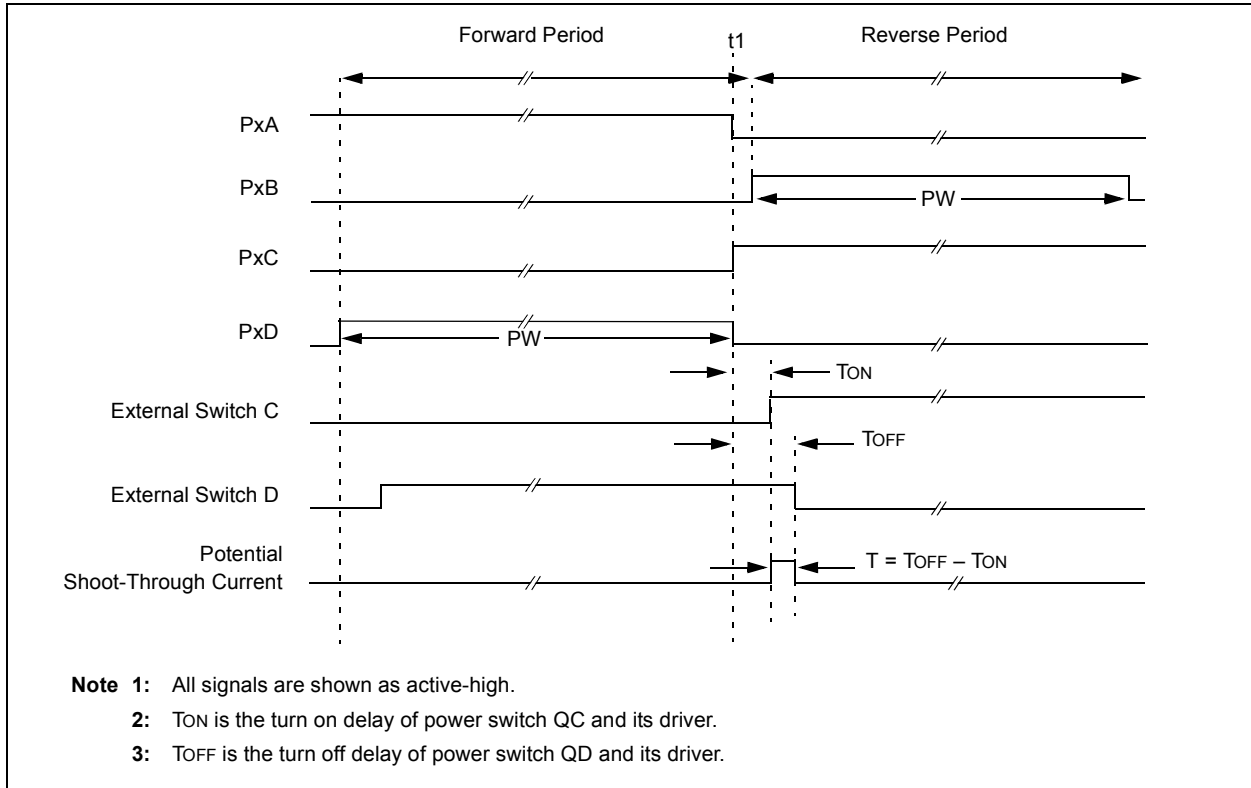 Forward Period
t1
Reverse Period
PxA
PxB
PW
PxC
PxD
PW
TON
External Switch C
TOFF
External Switch D
Potential
Shoot-Through Current
T = TOFF – TON
Note 1: All signals are shown as active-high.
2: TON is the turn on delay of power switch QC and its driver.
3: TOFF is the turn off delay of power switch QD and its driver.